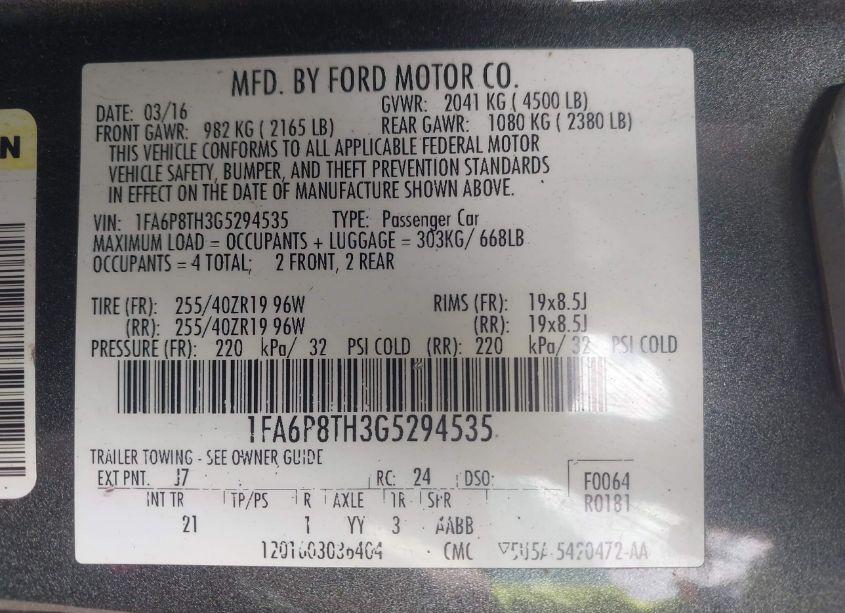 MFD. BY FORD MOTOR CO.
DATE: 03/16 GVWR: 2041 KG ( 4500 LB)
FRONT GAWR: 982 KG ( 2165 LB) REAR GAWR: 1080 KG ( 2380 LB)
THIS VEHICLE CONFORMS TO ALL APPLICABLE FEDERAL MOTOR
VEHICLE SAFETY, BUMPER, AND THEFT PREVENTION STANDARDS
IN EFFECT ON THE DATE OF MANUFACTURE SHOWN ABOVE.
VIN: 1FA6P8TH3G5294535 TYPE: Passenger Car
MAXIMUM LOAD = OCCUPANTS + LUGGAGE = 303KG/ 668LB
OCCUPANTS = 4 TOTAL; 2 FRONT, 2 REAR
TIRE (FR): 255/40ZR19 96W RIMS (FR): 19x8.5J
(RR): 255/40ZR19 96W (RR): 19x8.5J
PRESSURE (FR): 220 kPa/ 32 PSI COLD (RR): 220 kPa/ 32 PSI COLD
1FA6P8TH3G5294535
TRAILER TOWING - SEE OWNER GUIDE
EXT PNT: J7 RC: 24 DSO: F0064
INT TR TP/PS R AXLE TR SPR R0181
21 1 YY 3 AABB
1201603036404 CMC
N